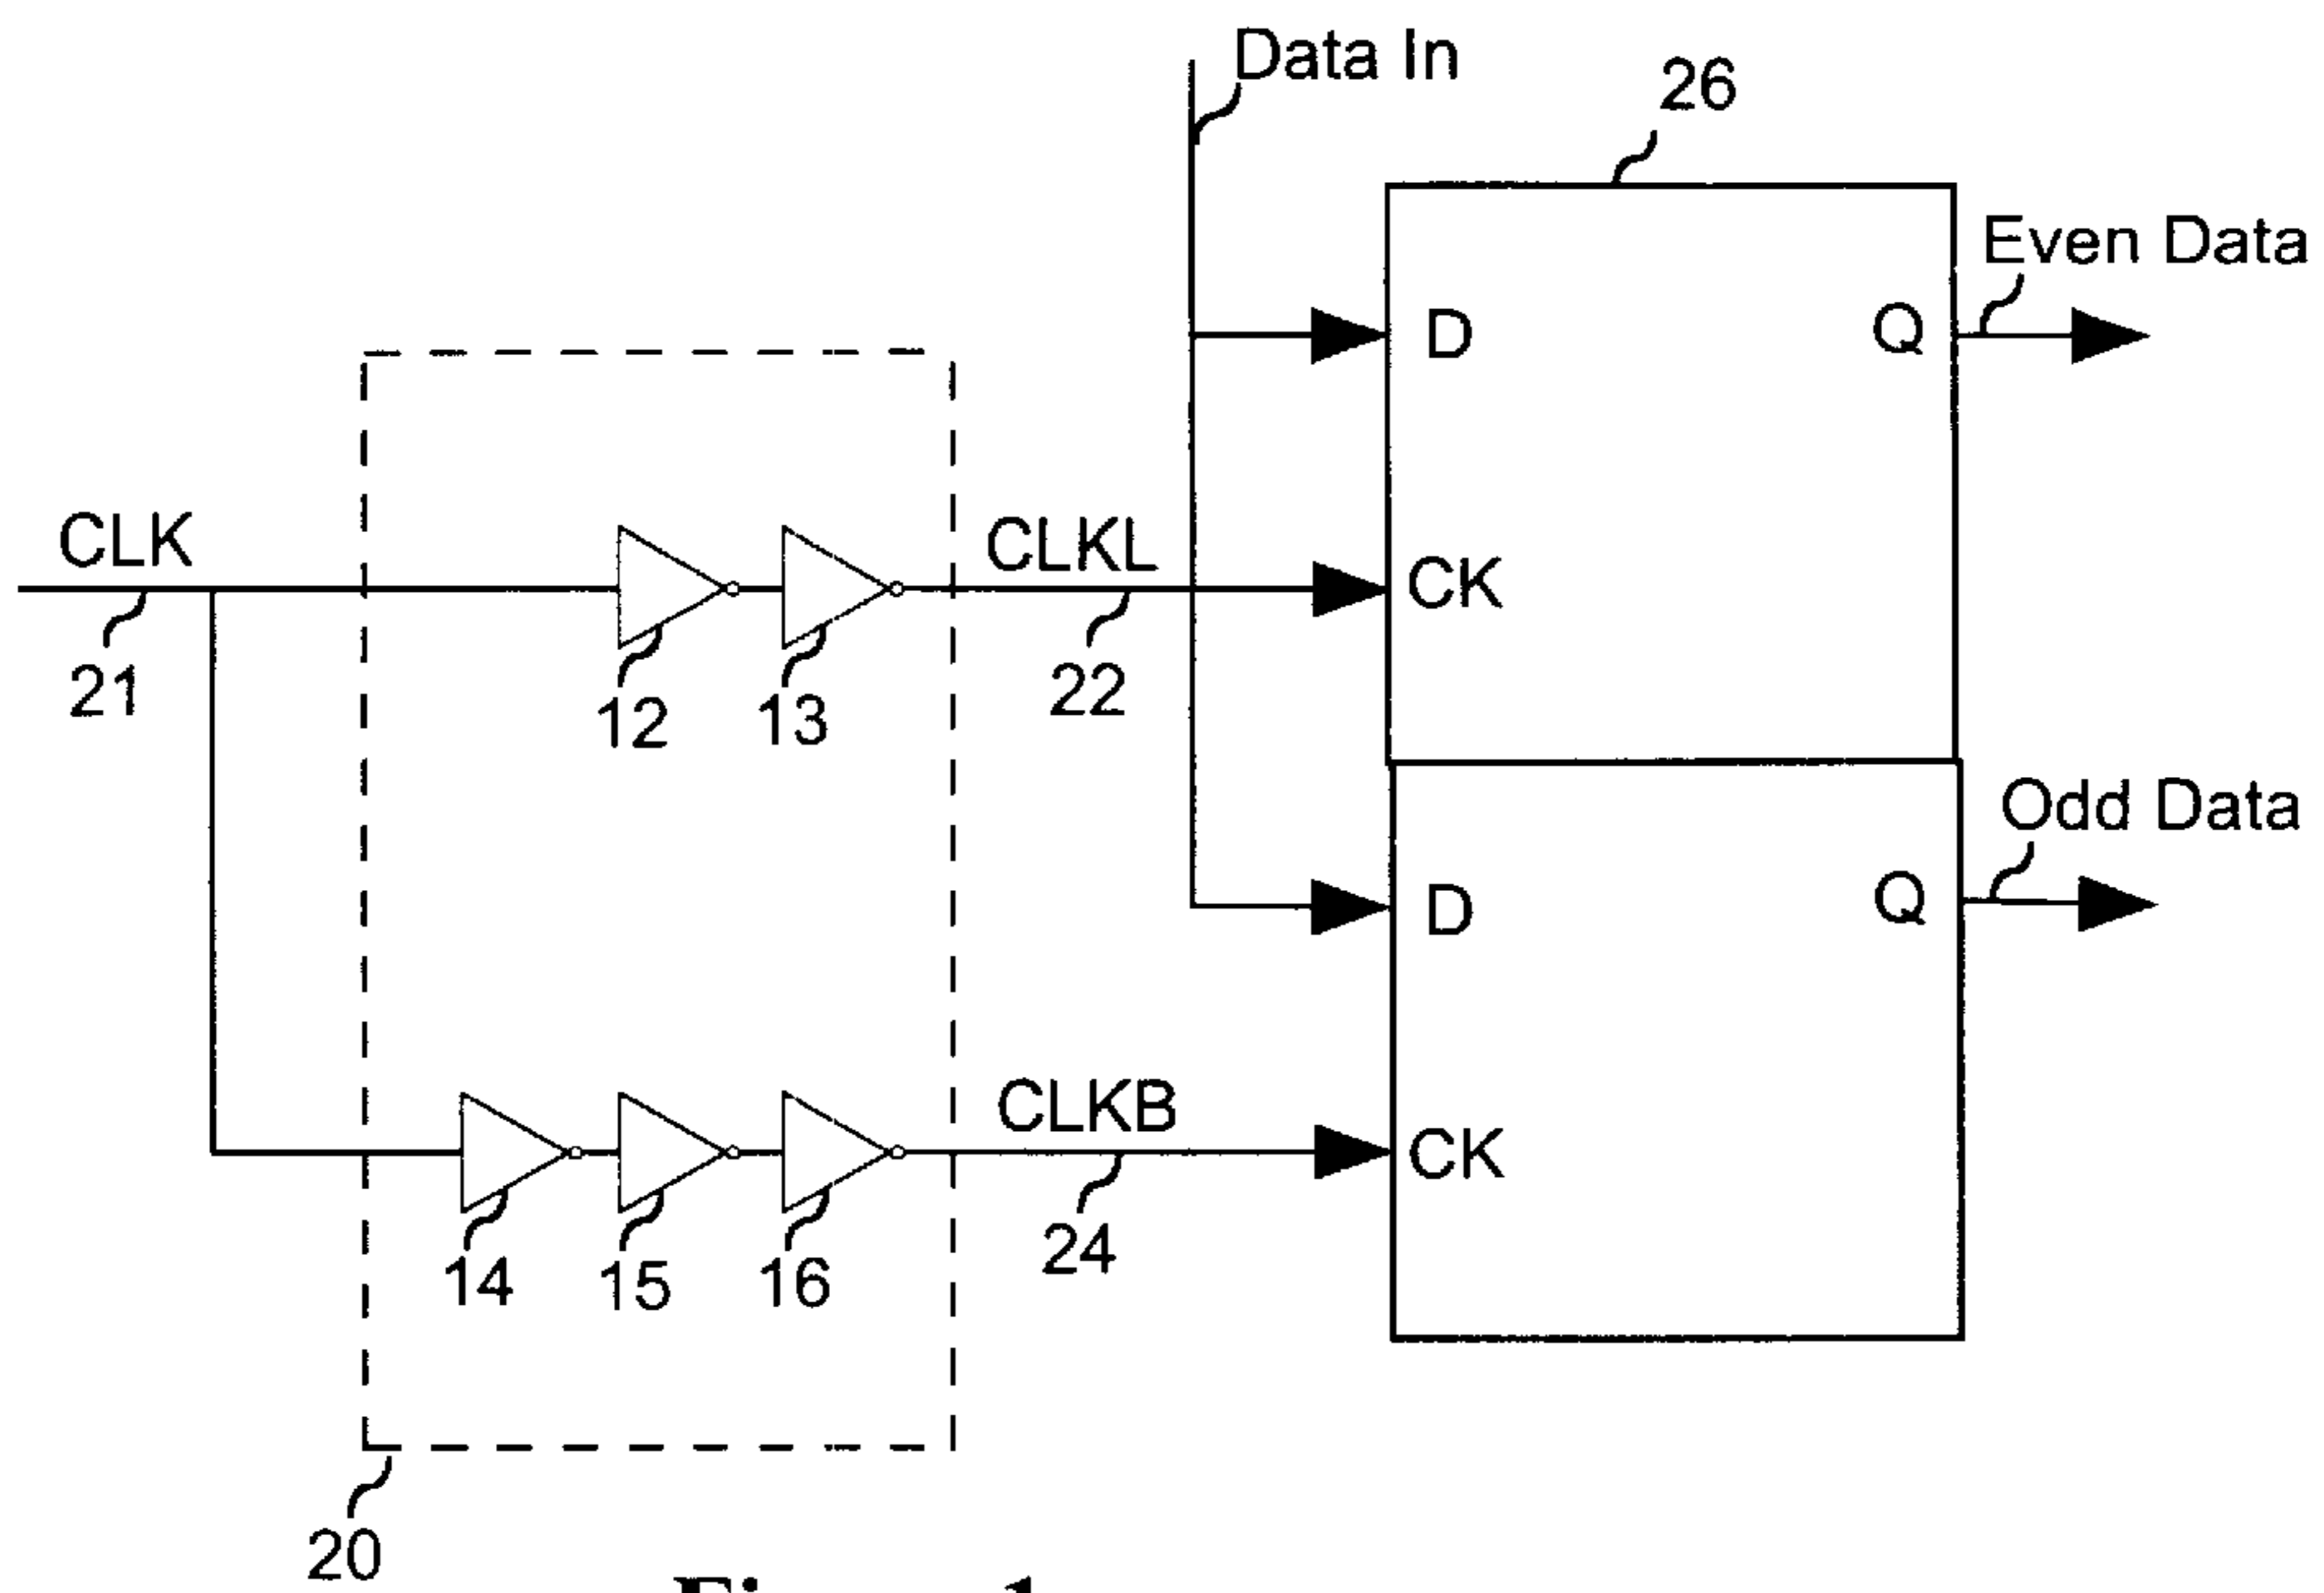 Data In
26
Even Data
D
Q
CLK
CLKL
CK
21
12
13
22
Odd Data
D
Q
CLKB
CK
14
15
16
24
20